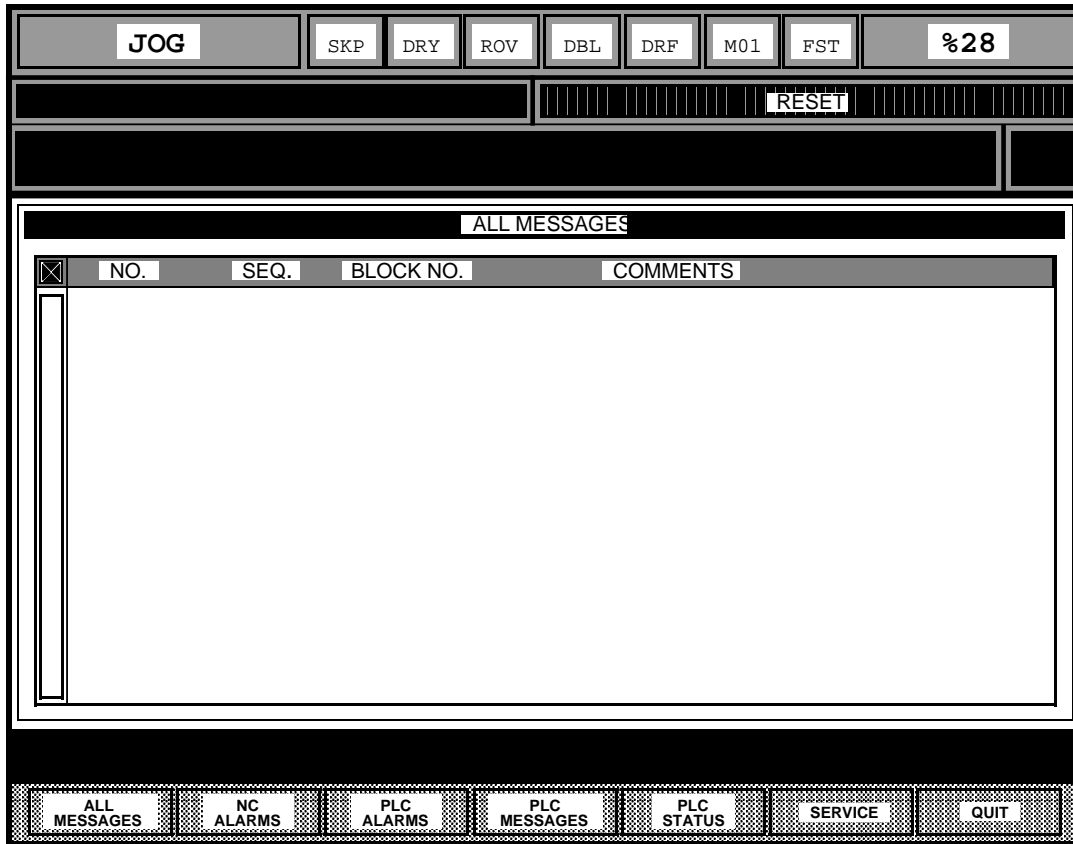 JOG SKP DRY ROV DBL DRF M01 FST %28
RESET
ALL MESSAGES
NO. SEQ. BLOCK NO. COMMENTS
ALL MESSAGES
NC ALARMS
PLC ALARMS
PLC MESSAGES
PLC STATUS
SERVICE
QUIT